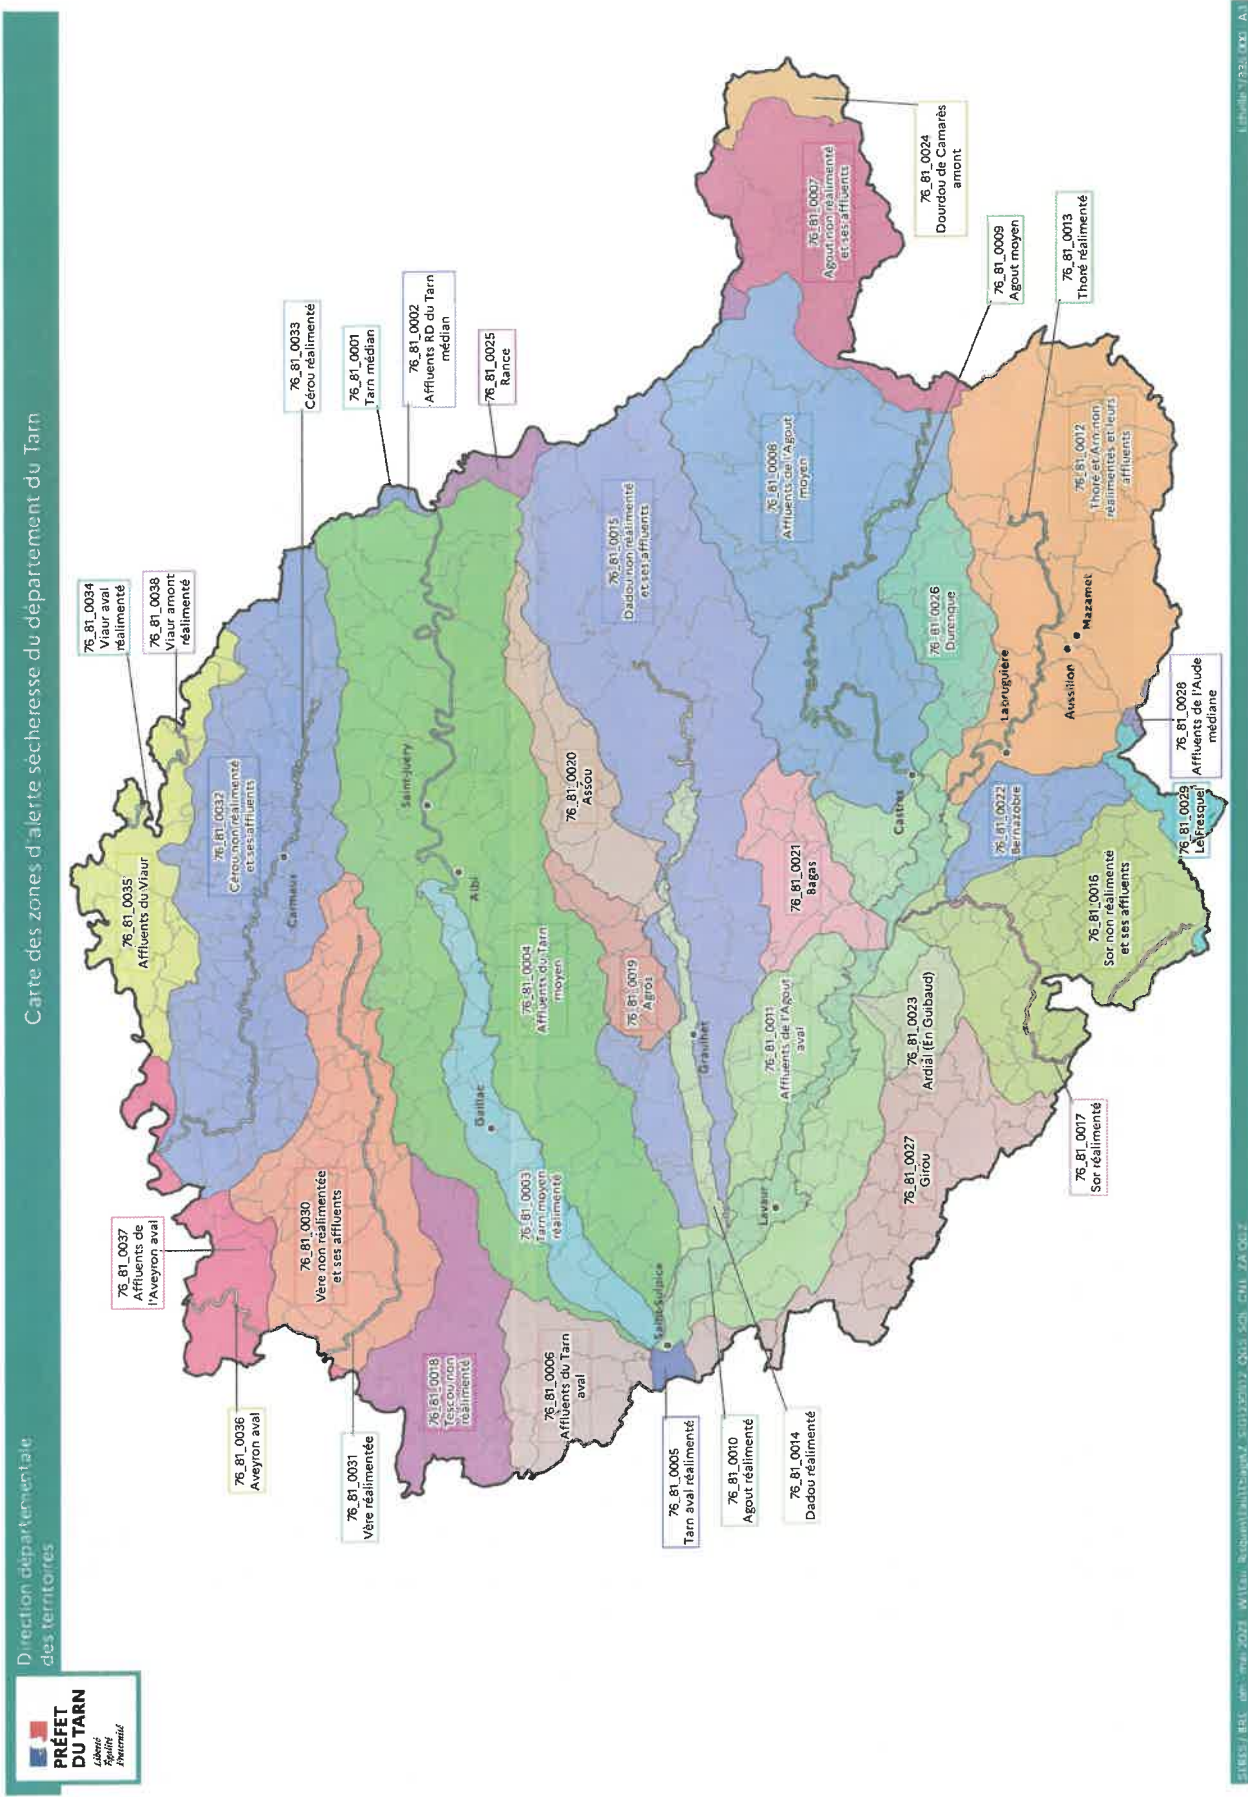 PRÉFET
DU TARN
Liberté
Égalité
Fraternité
Direction départementale
des territoires
Carte des zones d'alerte sécheresse du département du Tarn
76_81_0034
Viaur aval
réalimenté
76_81_0038
Viaur amont
réalimenté
76_81_0033
Cérou réalimenté
76_81_0001
Tarn médian
76_81_0002
Affluents RD du Tarn
médian
76_81_0025
Rance
76_81_0037
Affluents de
l'Aveyron aval
76_81_0036
Aveyron aval
76_81_0031
Vère réalimentée
76_81_0035
Affluents du Viaur
76_81_0032
Cérou non réalimenté
et ses affluents
Carmaux
76_81_0030
Vère non réalimentée
et ses affluents
76_81_0018
Tescou non
réalimenté
76_81_0006
Affluents du Tarn
aval
76_81_0003
Tarn moyen
réalimenté
Gaillac
76_81_0004
Affluents du Tarn
moyen
Albi
Saint-Juéry
76_81_0020
Assou
76_81_0019
Agros
76_81_0015
Dadou non réalimenté
et ses affluents
Graulhet
76_81_0021
Bagas
76_81_0008
Affluents de l'Agout
moyen
76_81_0007
Agout non réalimenté
et ses affluents
76_81_0024
Dourdou de Camarès
amont
76_81_0009
Agout moyen
76_81_0013
Thoré réalimenté
76_81_0012
Thoré et Arn non
réalimentés et leurs
affluents
76_81_0026
Durenque
Castres
Labruguière
Aussillon
Mazamet
76_81_0028
Affluents de l'Aude
médiane
76_81_0029
Le Fresquel
76_81_0022
Bernazobre
76_81_0016
Sor non réalimenté
et ses affluents
76_81_0017
Sor réalimenté
76_81_0023
Ardial (En Guibaud)
76_81_0027
Girou
76_81_0011
Affluents de l'Agout
aval
Lavaur
Saint-Sulpice
76_81_0005
Tarn aval réalimenté
76_81_0010
Agout réalimenté
76_81_0014
Dadou réalimenté
A3